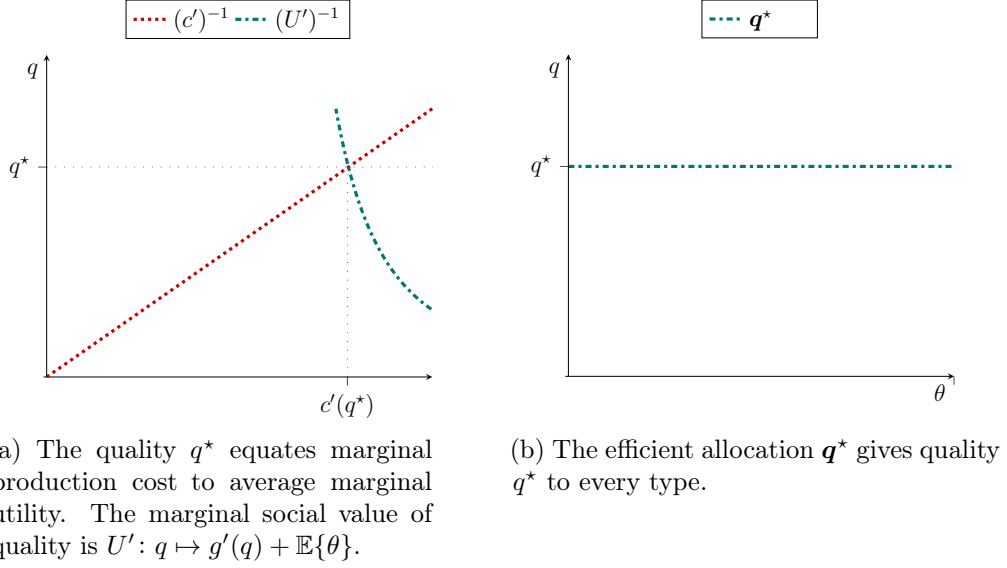 (c′)⁻¹ (U′)⁻¹
q
q⋆
c′(q⋆)
a) The quality q⋆ equates marginal
production cost to average marginal
utility. The marginal social value of
quality is U′ : q ↦ g′(q) + 𝔼{θ}.
q⋆
q
q⋆
θ
(b) The efficient allocation q⋆ gives quality
q⋆ to every type.